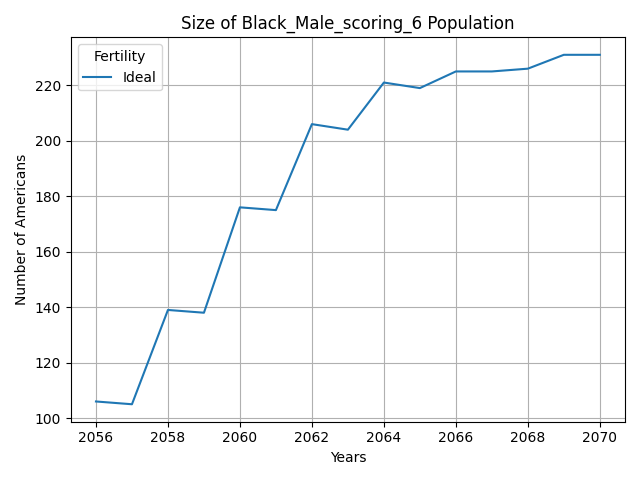 Size of Black_Male_scoring_6 Population
Fertility
Ideal
Number of Americans
220
200
180
160
140
120
100
2056 2058 2060 2062 2064 2066 2068 2070
Years